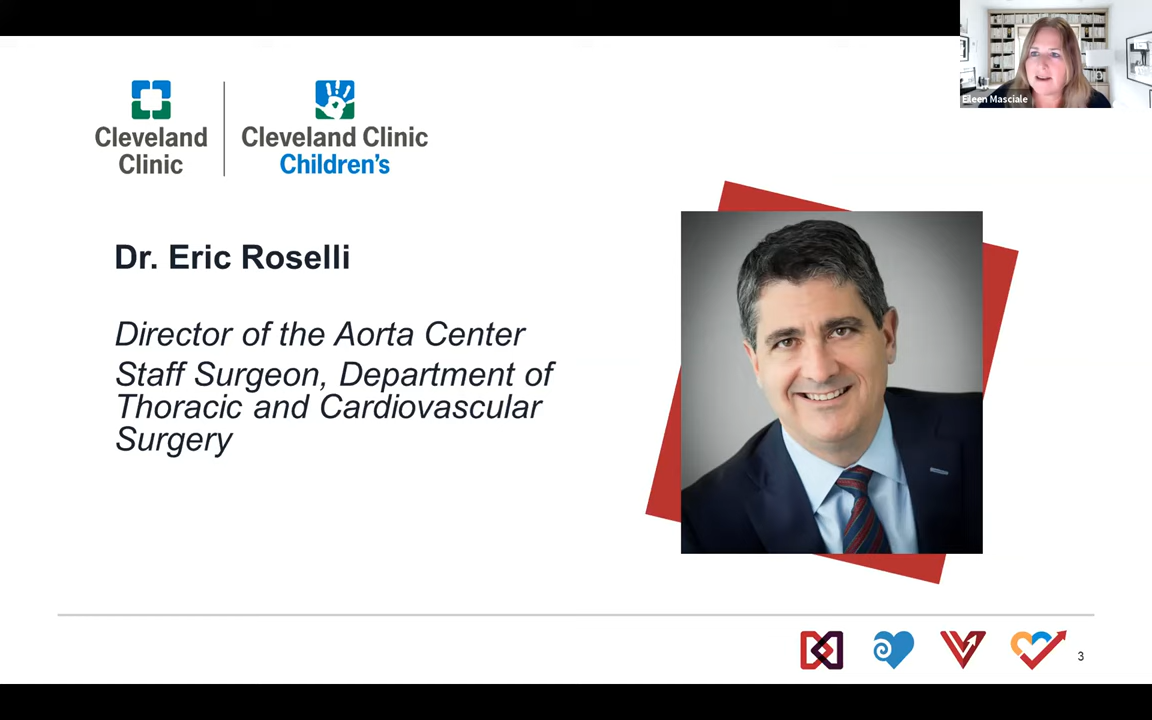 Eileen Masciale
Cleveland
Clinic
Cleveland Clinic
Children's
Dr. Eric Roselli
Director of the Aorta Center
Staff Surgeon, Department of
Thoracic and Cardiovascular
Surgery
3